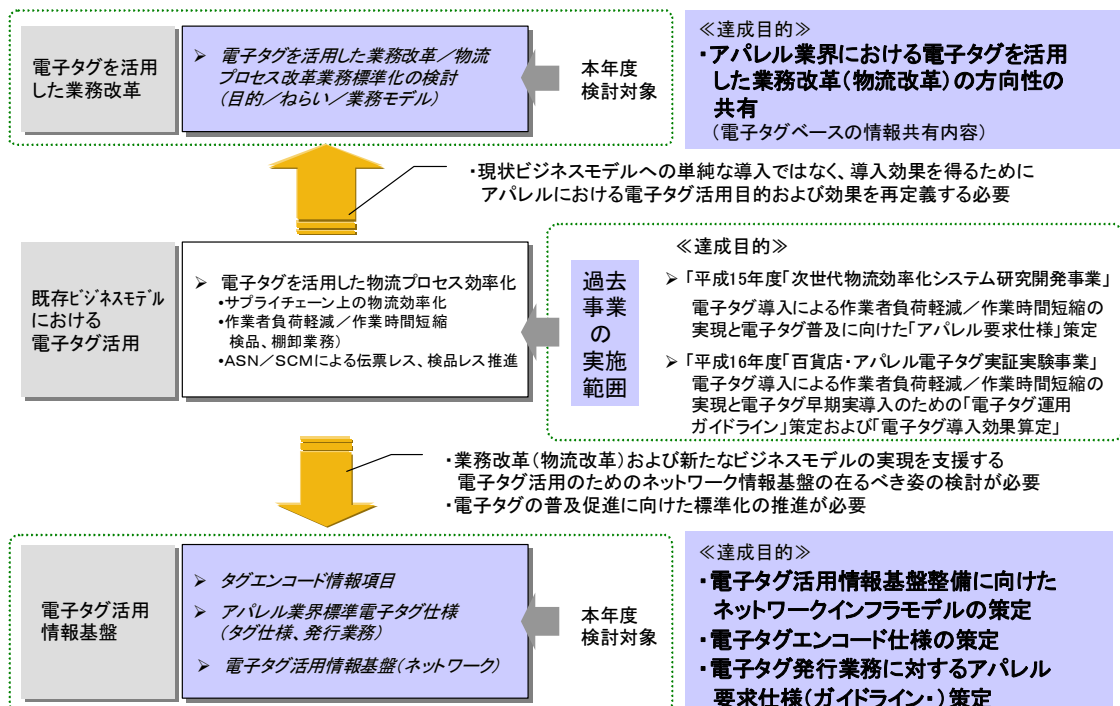 電子タグを活用
した業務改革
➢ 電子タグを活用した業務改革/物流
プロセス改革業務標準化の検討
(目的/ねらい/業務モデル)
本年度
検討対象
≪達成目的≫
・アパレル業界における電子タグを活用
した業務改革(物流改革)の方向性の
共有
(電子タグベースの情報共有内容)
・現状ビジネスモデルへの単純な導入ではなく、導入効果を得るために
アパレルにおける電子タグ活用目的および効果を再定義する必要
既存ビジネスモデル
における
電子タグ活用
➢ 電子タグを活用した物流プロセス効率化
・サプライチェーン上の物流効率化
・作業者負荷軽減/作業時間短縮
検品、棚卸業務)
・ASN/SCMによる伝票レス、検品レス推進
過去
事業
の
実施
範囲
≪達成目的≫
➢ 「平成15年度「次世代物流効率化システム研究開発事業」
電子タグ導入による作業者負荷軽減/作業時間短縮の
実現と電子タグ普及に向けた「アパレル要求仕様」策定
➢ 「平成16年度「百貨店・アパレル電子タグ実証実験事業」
電子タグ導入による作業者負荷軽減/作業時間短縮の
実現と電子タグ早期実導入のための「電子タグ運用
ガイドライン」策定および「電子タグ導入効果算定」
・業務改革(物流改革)および新たなビジネスモデルの実現を支援する
電子タグ活用のためのネットワーク情報基盤の在るべき姿の検討が必要
・電子タグの普及促進に向けた標準化の推進が必要
電子タグ活用
情報基盤
➢ タグエンコード情報項目
➢ アパレル業界標準電子タグ仕様
(タグ仕様、発行業務)
➢ 電子タグ活用情報基盤(ネットワーク)
本年度
検討対象
≪達成目的≫
・電子タグ活用情報基盤整備に向けた
ネットワークインフラモデルの策定
・電子タグエンコード仕様の策定
・電子タグ発行業務に対するアパレル
要求仕様(ガイドライン・)策定